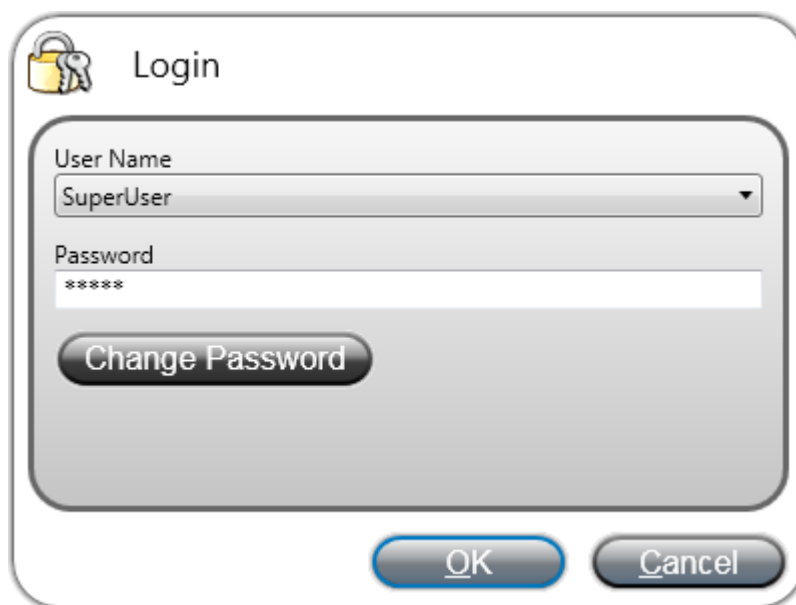 Login
User Name
SuperUser
Password
*****
Change Password
OK
Cancel